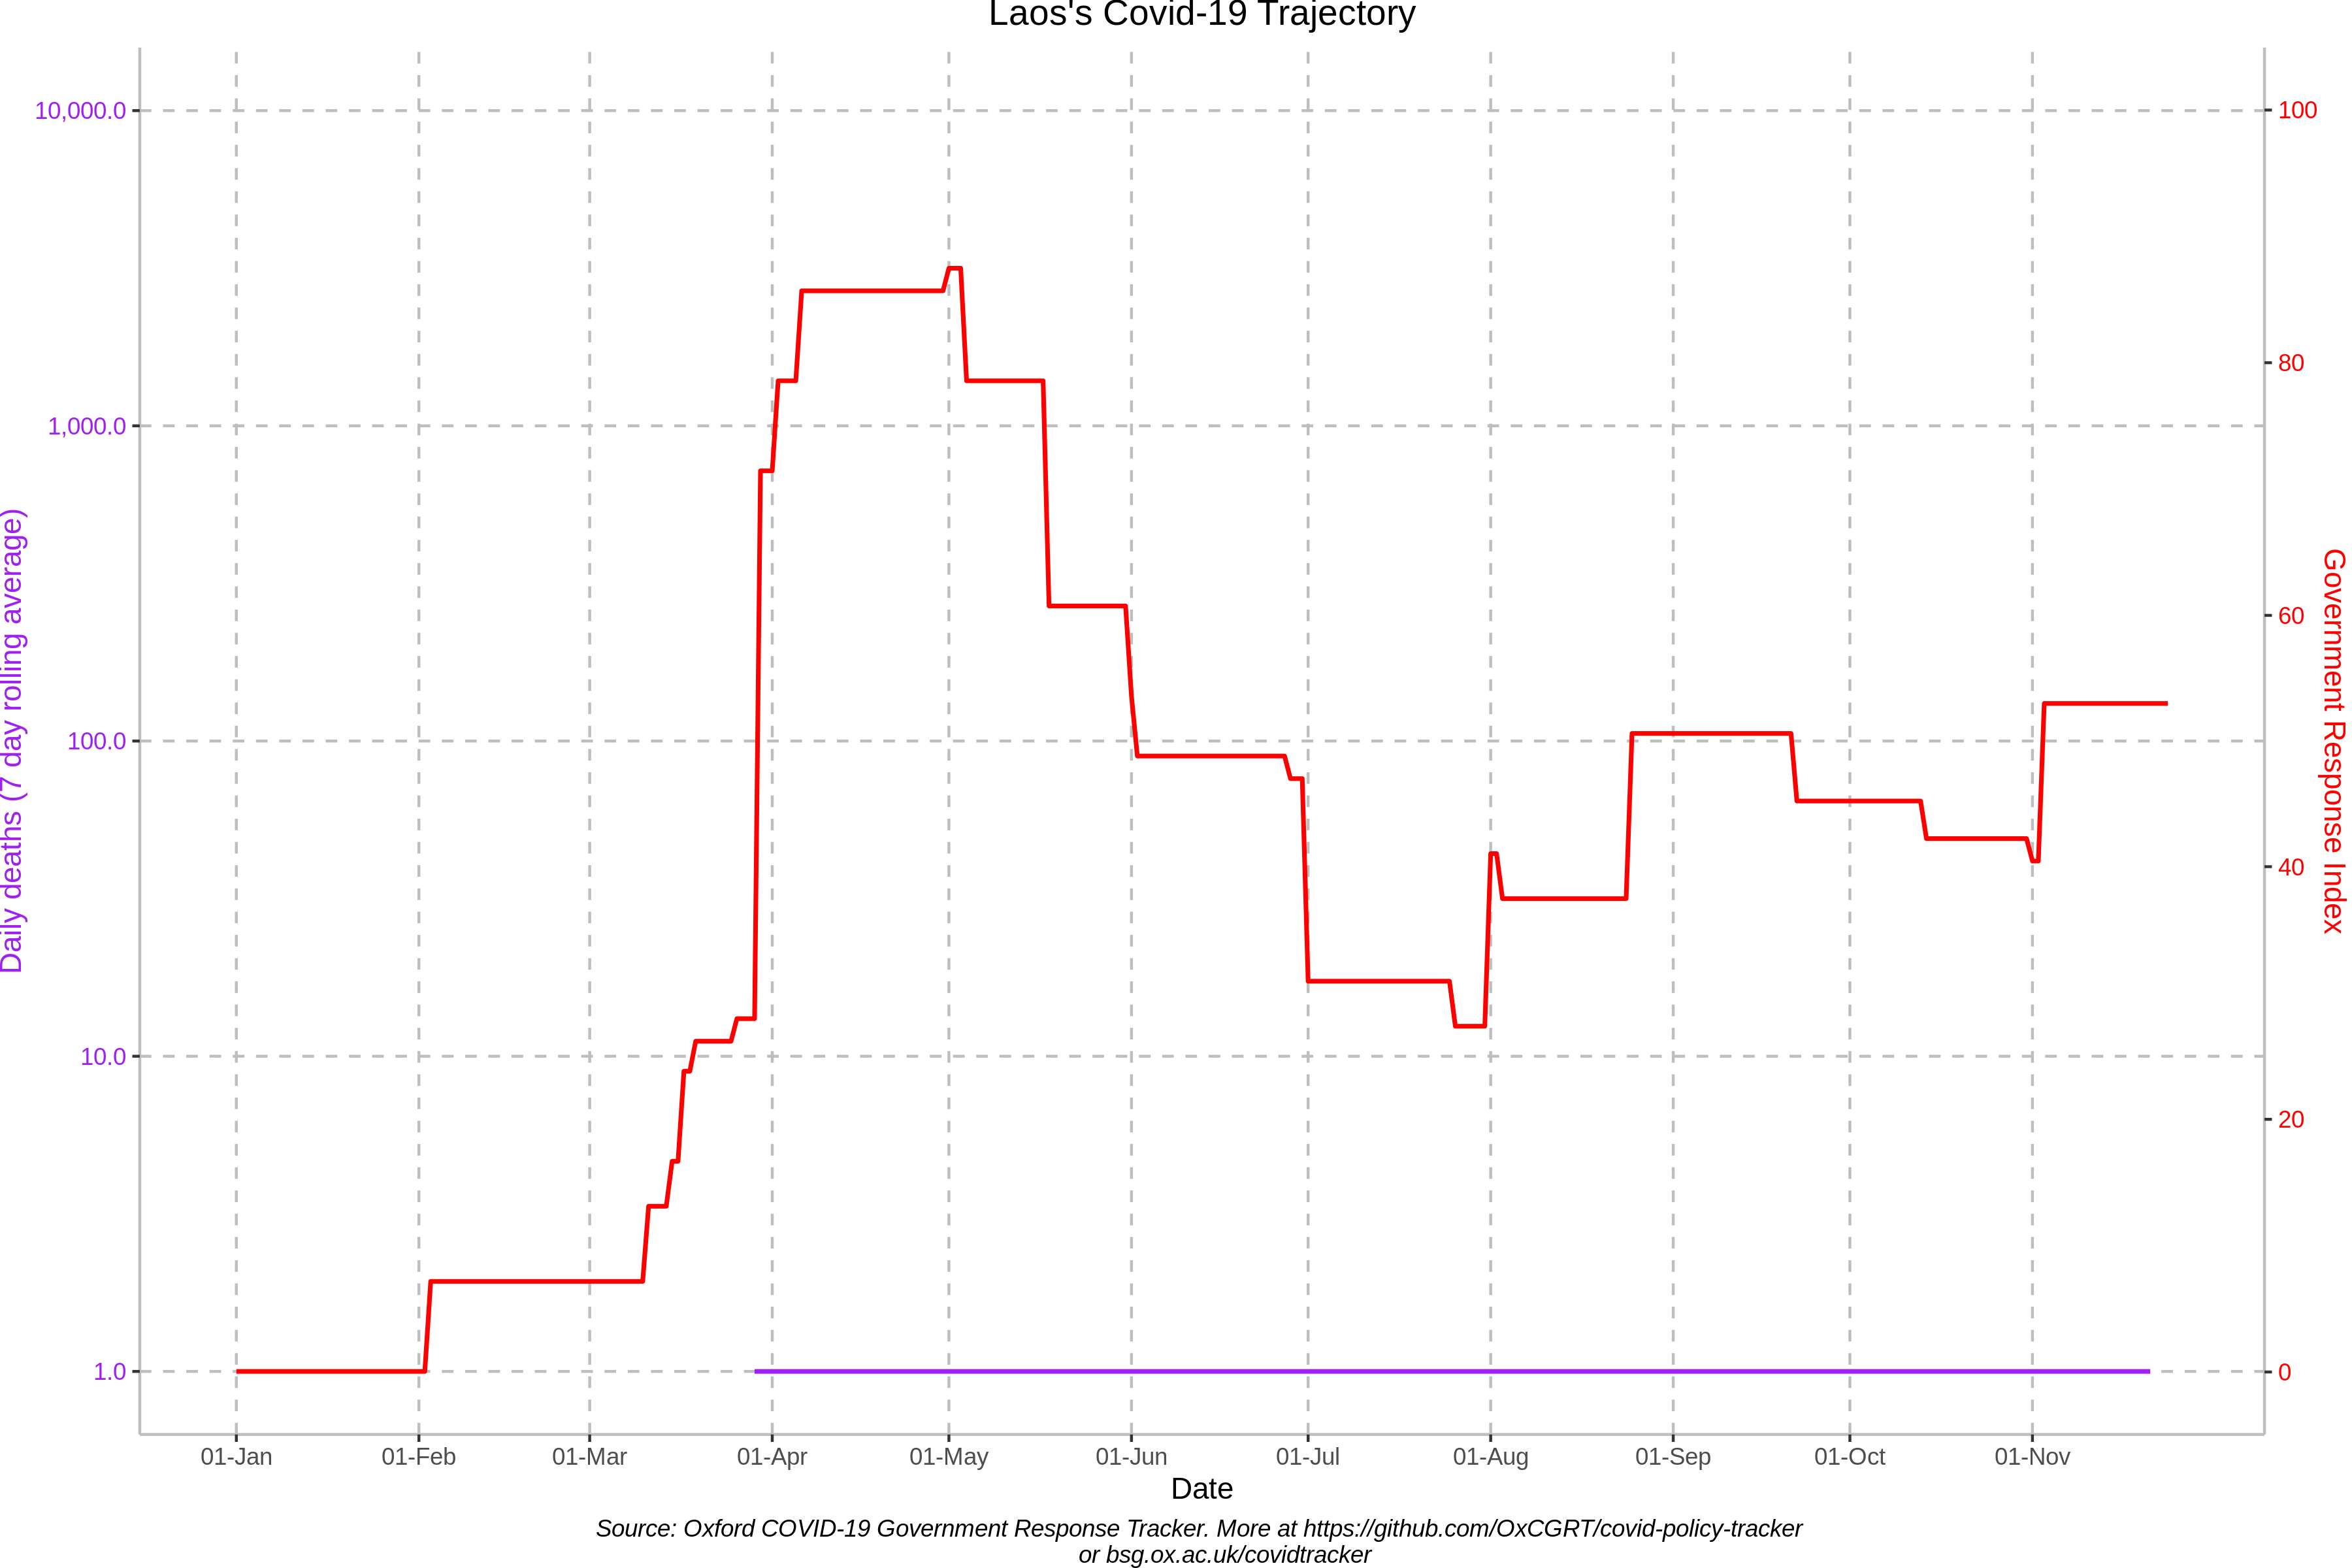 Laos's Covid-19 Trajectory
10,000.0
1,000.0
100.0
10.0
1.0
Daily deaths (7 day rolling average)
100
80
60
40
20
0
Government Response Index
01-Jan
01-Feb
01-Mar
01-Apr
01-May
01-Jun
01-Jul
01-Aug
01-Sep
01-Oct
01-Nov
Date
Source: Oxford COVID-19 Government Response Tracker. More at https://github.com/OxCGRT/covid-policy-tracker
or bsg.ox.ac.uk/covidtracker